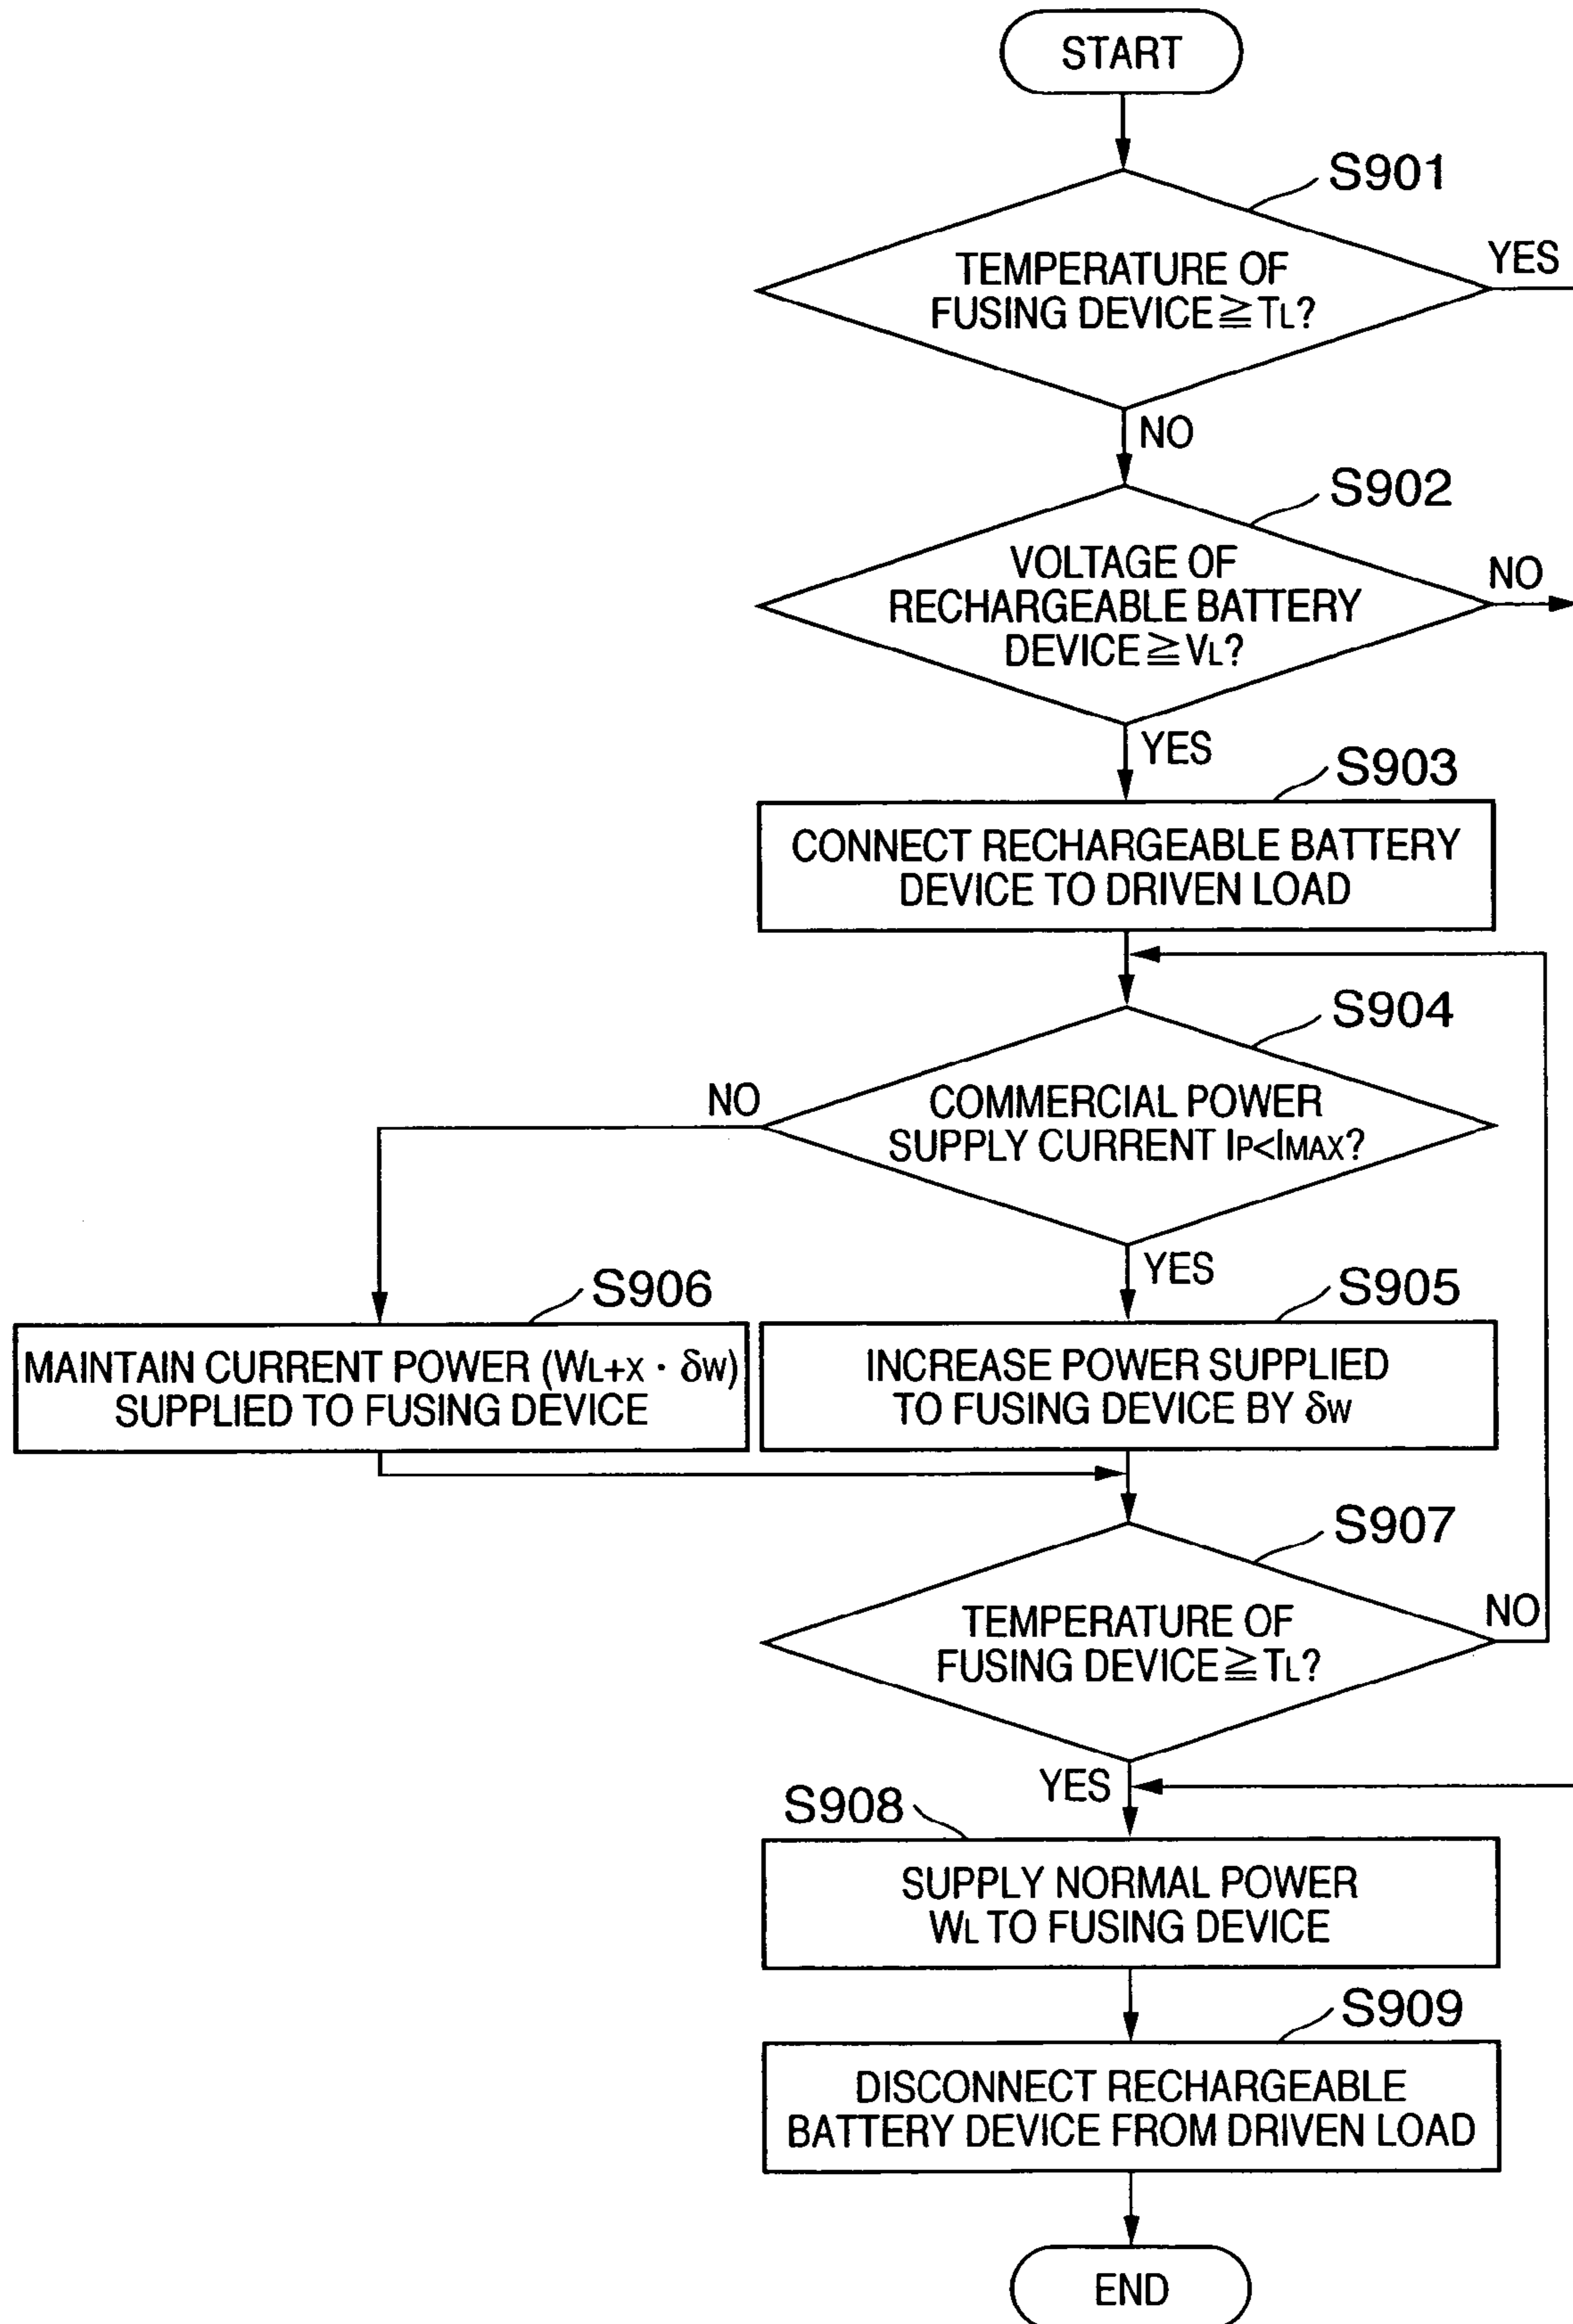 START
S901
TEMPERATURE OF
FUSING DEVICE≧TL?
YES
NO
S902
VOLTAGE OF
RECHARGEABLE BATTERY
DEVICE≧VL?
NO
YES
S903
CONNECT RECHARGEABLE BATTERY
DEVICE TO DRIVEN LOAD
S904
COMMERCIAL POWER
SUPPLY CURRENT IP<IMAX?
NO
YES
S906
MAINTAIN CURRENT POWER (WL+X · δW)
SUPPLIED TO FUSING DEVICE
S905
INCREASE POWER SUPPLIED
TO FUSING DEVICE BY δW
S907
TEMPERATURE OF
FUSING DEVICE≧TL?
NO
YES
S908
SUPPLY NORMAL POWER
WL TO FUSING DEVICE
S909
DISCONNECT RECHARGEABLE
BATTERY DEVICE FROM DRIVEN LOAD
END